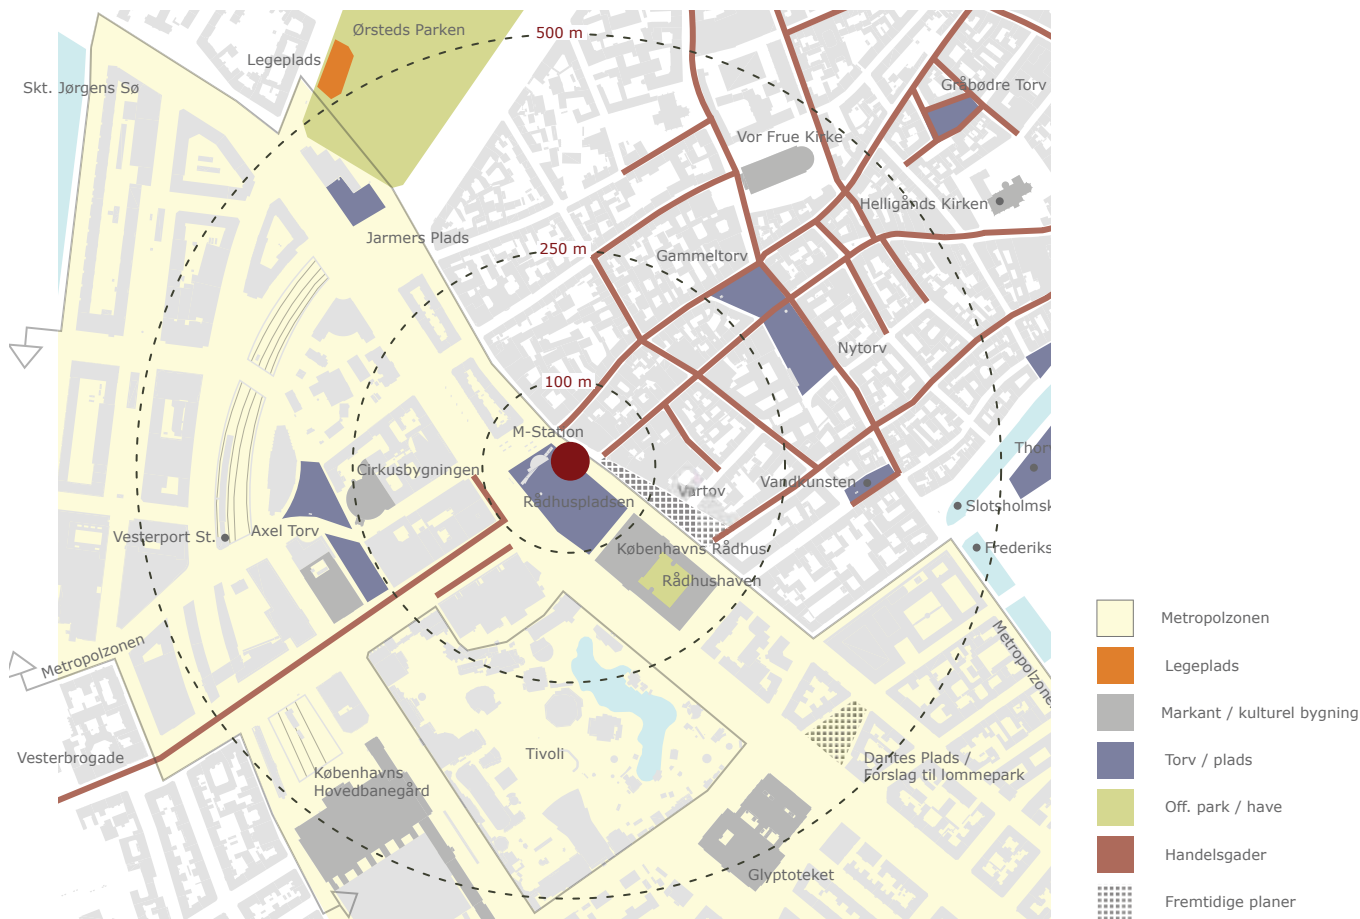 Ørsteds Parken
500 m
Legeplads
Skt. Jørgens Sø
Gråbødre Torv
Vor Frue Kirke
Helligånds Kirken
Jarmers Plads
250 m
Gammeltorv
Nytorv
100 m
M-Station
Cirkusbygningen
Rådhuspladsen
Vartov
Vandkunsten
Thor
Slotsholmsk
Axel Torv
Vesterport St.
Københavns Rådhus
Frederiks
Rådhushaven
Metropolzonen
Metropolzone
Vesterbrogade
Tivoli
Københavns
Hovedbanegård
Dantes Plads /
Forslag til lommepark
Glyptoteket
Metropolzonen
Legeplads
Markant / kulturel bygning
Torv / plads
Off. park / have
Handelsgader
Fremtidige planer